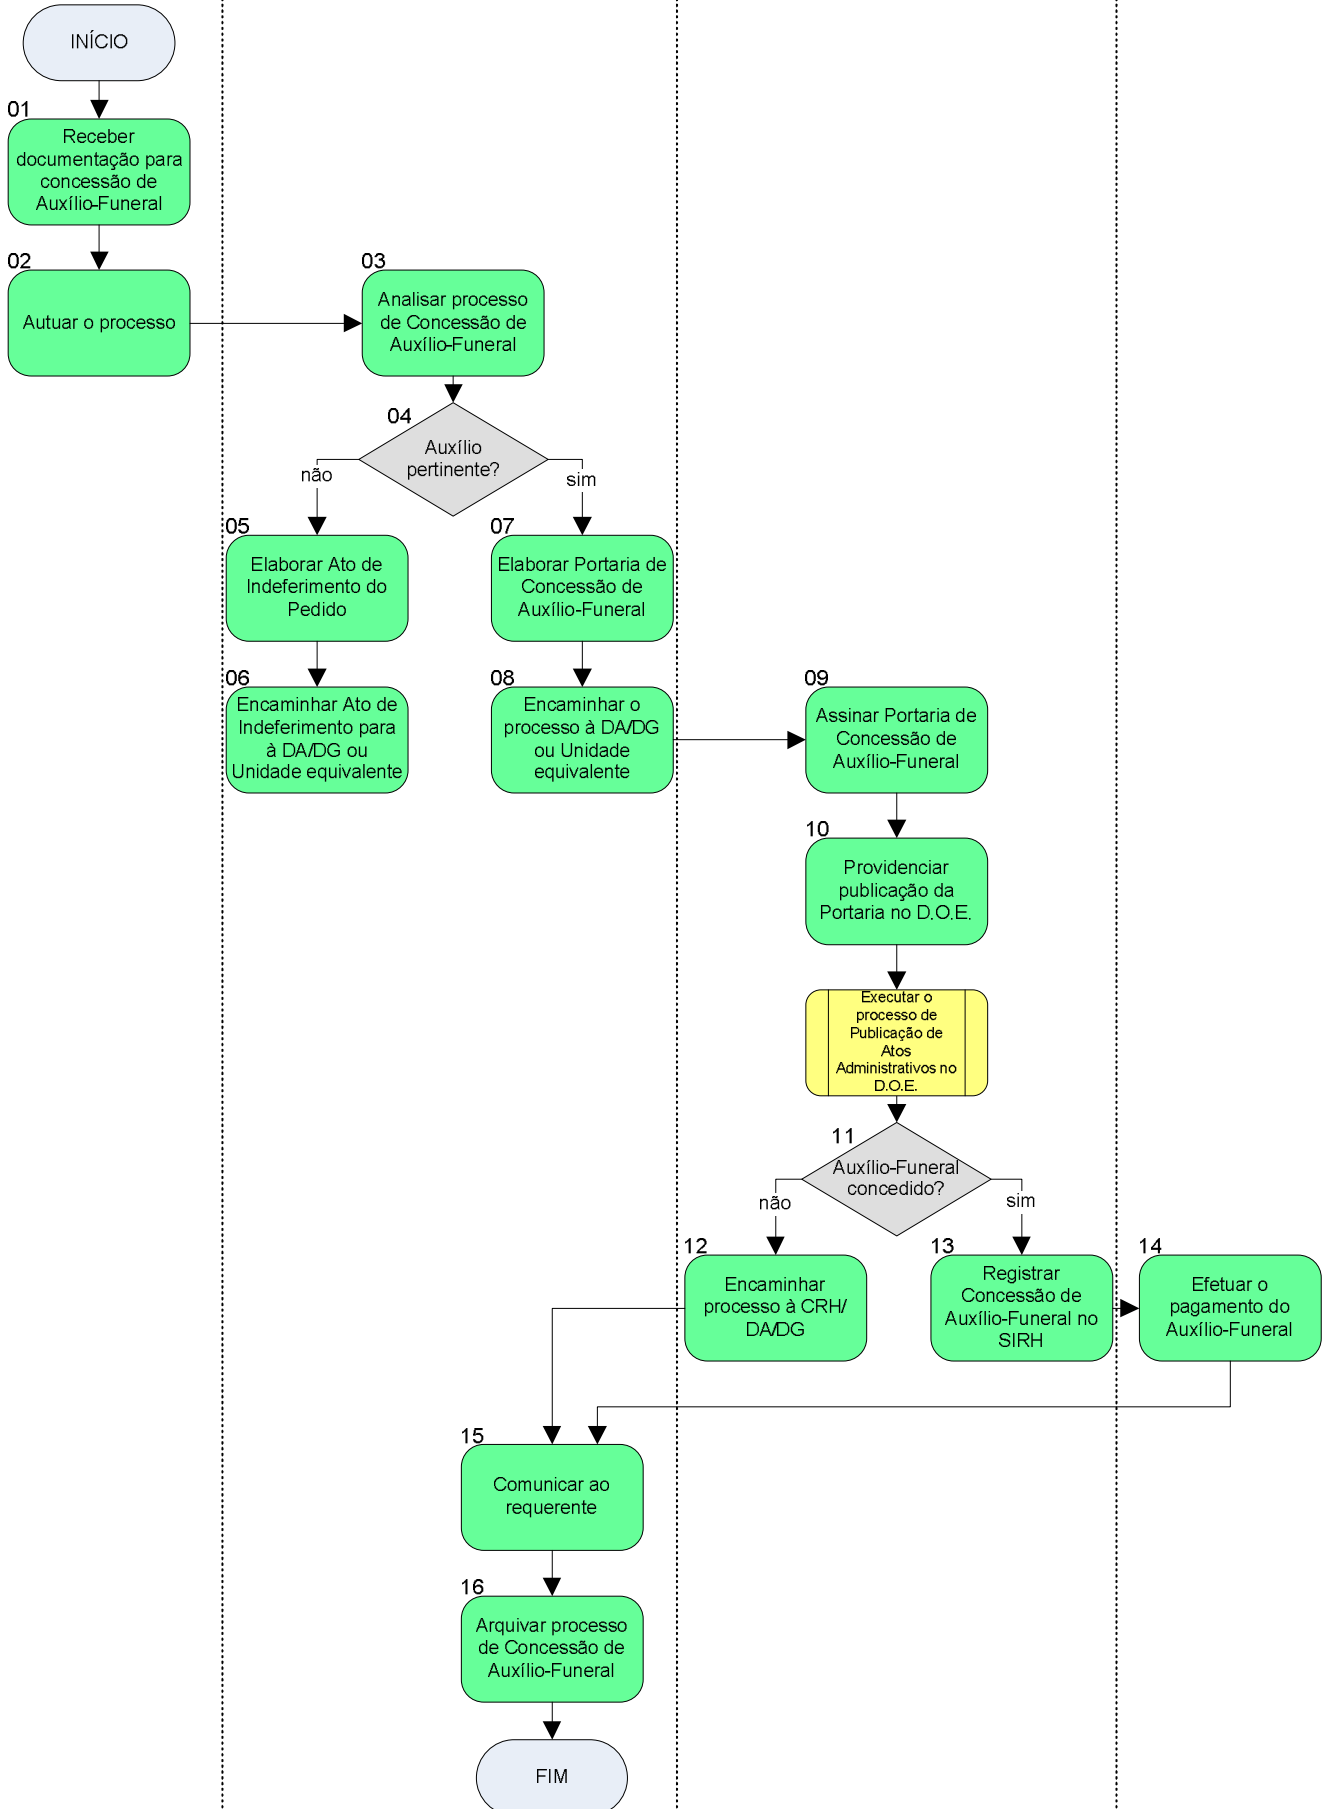 INÍCIO
01
Receber
documentação para
concessão de
Auxílio-Funeral
02
Autuar o processo
03
Analisar processo
de Concessão de
Auxílio-Funeral
04
Auxílio
pertinente?
não
sim
05
Elaborar Ato de
Indeferimento do
Pedido
06
Encaminhar Ato de
Indeferimento para
à DA/DG ou
Unidade equivalente
07
Elaborar Portaria de
Concessão de
Auxílio-Funeral
08
Encaminhar o
processo à DA/DG
ou Unidade
equivalente
09
Assinar Portaria de
Concessão de
Auxílio-Funeral
10
Providenciar
publicação da
Portaria no D.O.E.
Executar o
processo de
Publicação de
Atos
Administrativos no
D.O.E.
11
Auxílio-Funeral
concedido?
não
sim
12
Encaminhar
processo à CRH/
DA/DG
13
Registrar
Concessão de
Auxílio-Funeral no
SIRH
14
Efetuar o
pagamento do
Auxílio-Funeral
15
Comunicar ao
requerente
16
Arquivar processo
de Concessão de
Auxílio-Funeral
FIM